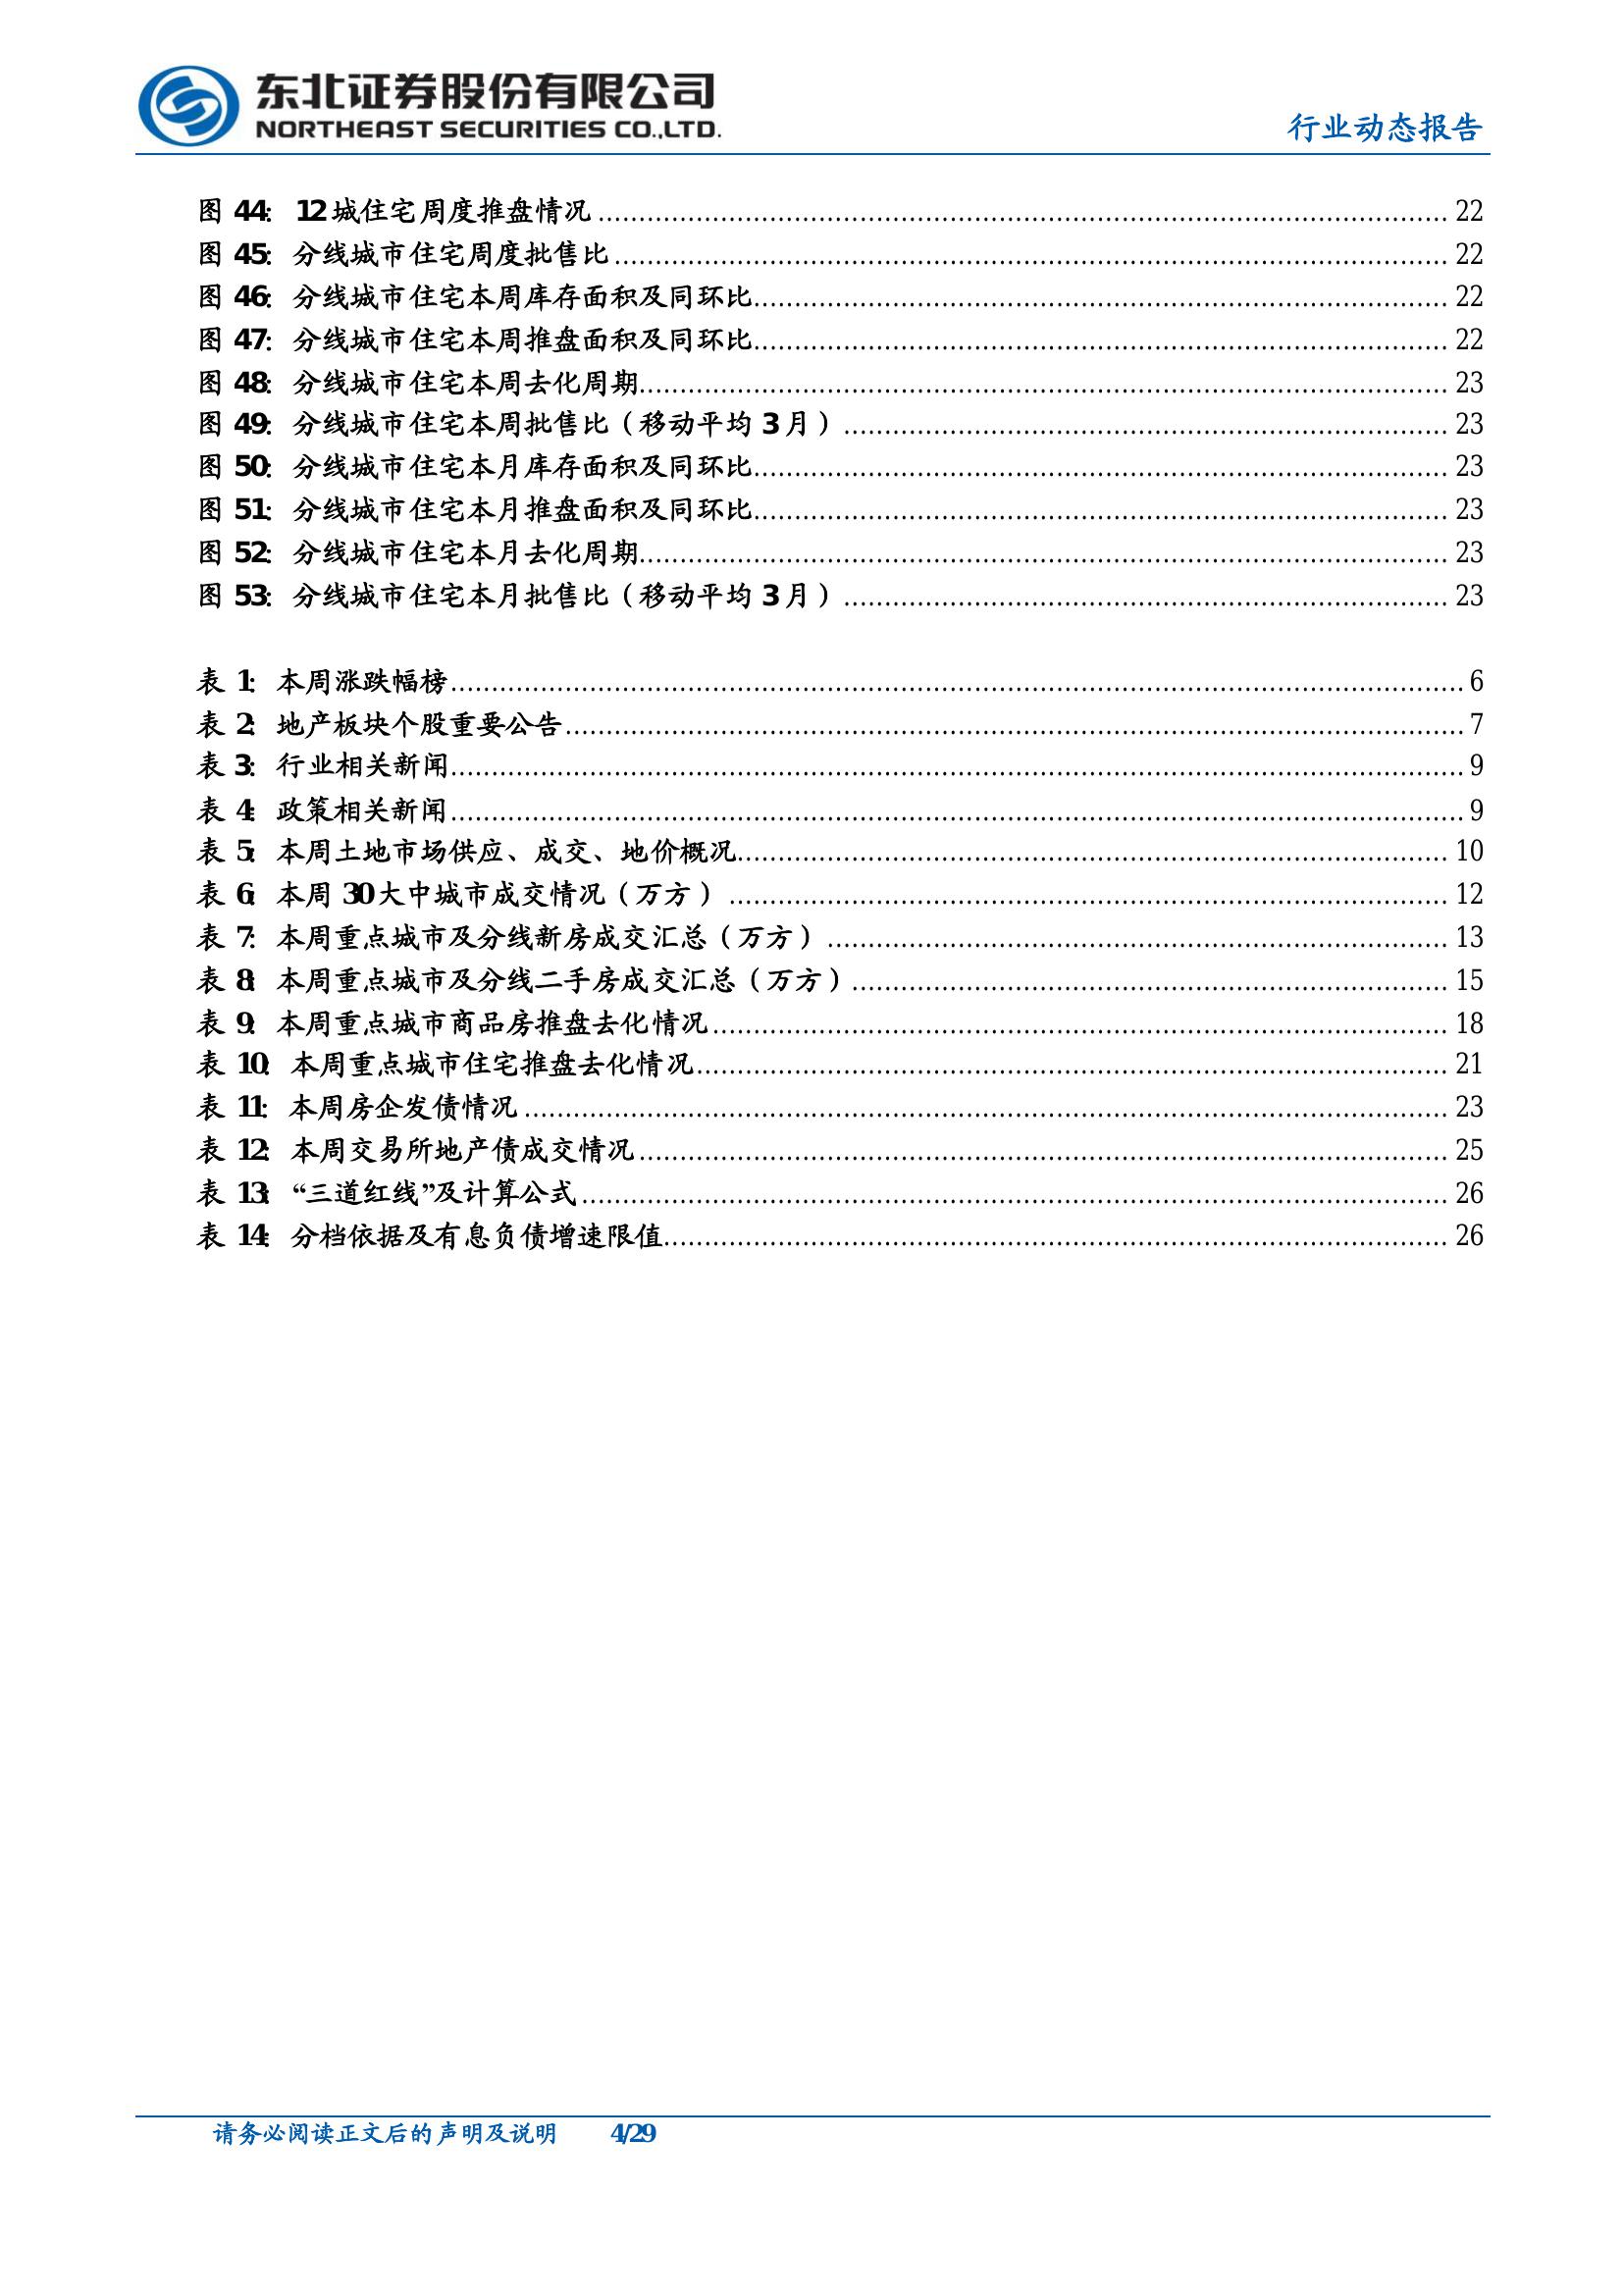 东北证券股份有限公司
NORTHEAST SECURITIES CO.,LTD.
行业动态报告
图 44：12 城住宅周度推盘情况 22
图 45：分线城市住宅周度批售比 22
图 46：分线城市住宅本周库存面积及同环比 22
图 47：分线城市住宅本周推盘面积及同环比 22
图 48：分线城市住宅本周去化周期 23
图 49：分线城市住宅本周批售比（移动平均 3 月） 23
图 50：分线城市住宅本月库存面积及同环比 23
图 51：分线城市住宅本月推盘面积及同环比 23
图 52：分线城市住宅本月去化周期 23
图 53：分线城市住宅本月批售比（移动平均 3 月） 23
表 1：本周涨跌幅榜 6
表 2：地产板块个股重要公告 7
表 3：行业相关新闻 9
表 4：政策相关新闻 9
表 5：本周土地市场供应、成交、地价概况 10
表 6：本周 30 大中城市成交情况（万方） 12
表 7：本周重点城市及分线新房成交汇总（万方） 13
表 8：本周重点城市及分线二手房成交汇总（万方） 15
表 9：本周重点城市商品房推盘去化情况 18
表 10：本周重点城市住宅推盘去化情况 21
表 11：本周房企发债情况 23
表 12：本周交易所地产债成交情况 25
表 13：“三道红线”及计算公式 26
表 14：分档依据及有息负债增速限值 26
请务必阅读正文后的声明及说明 4/29